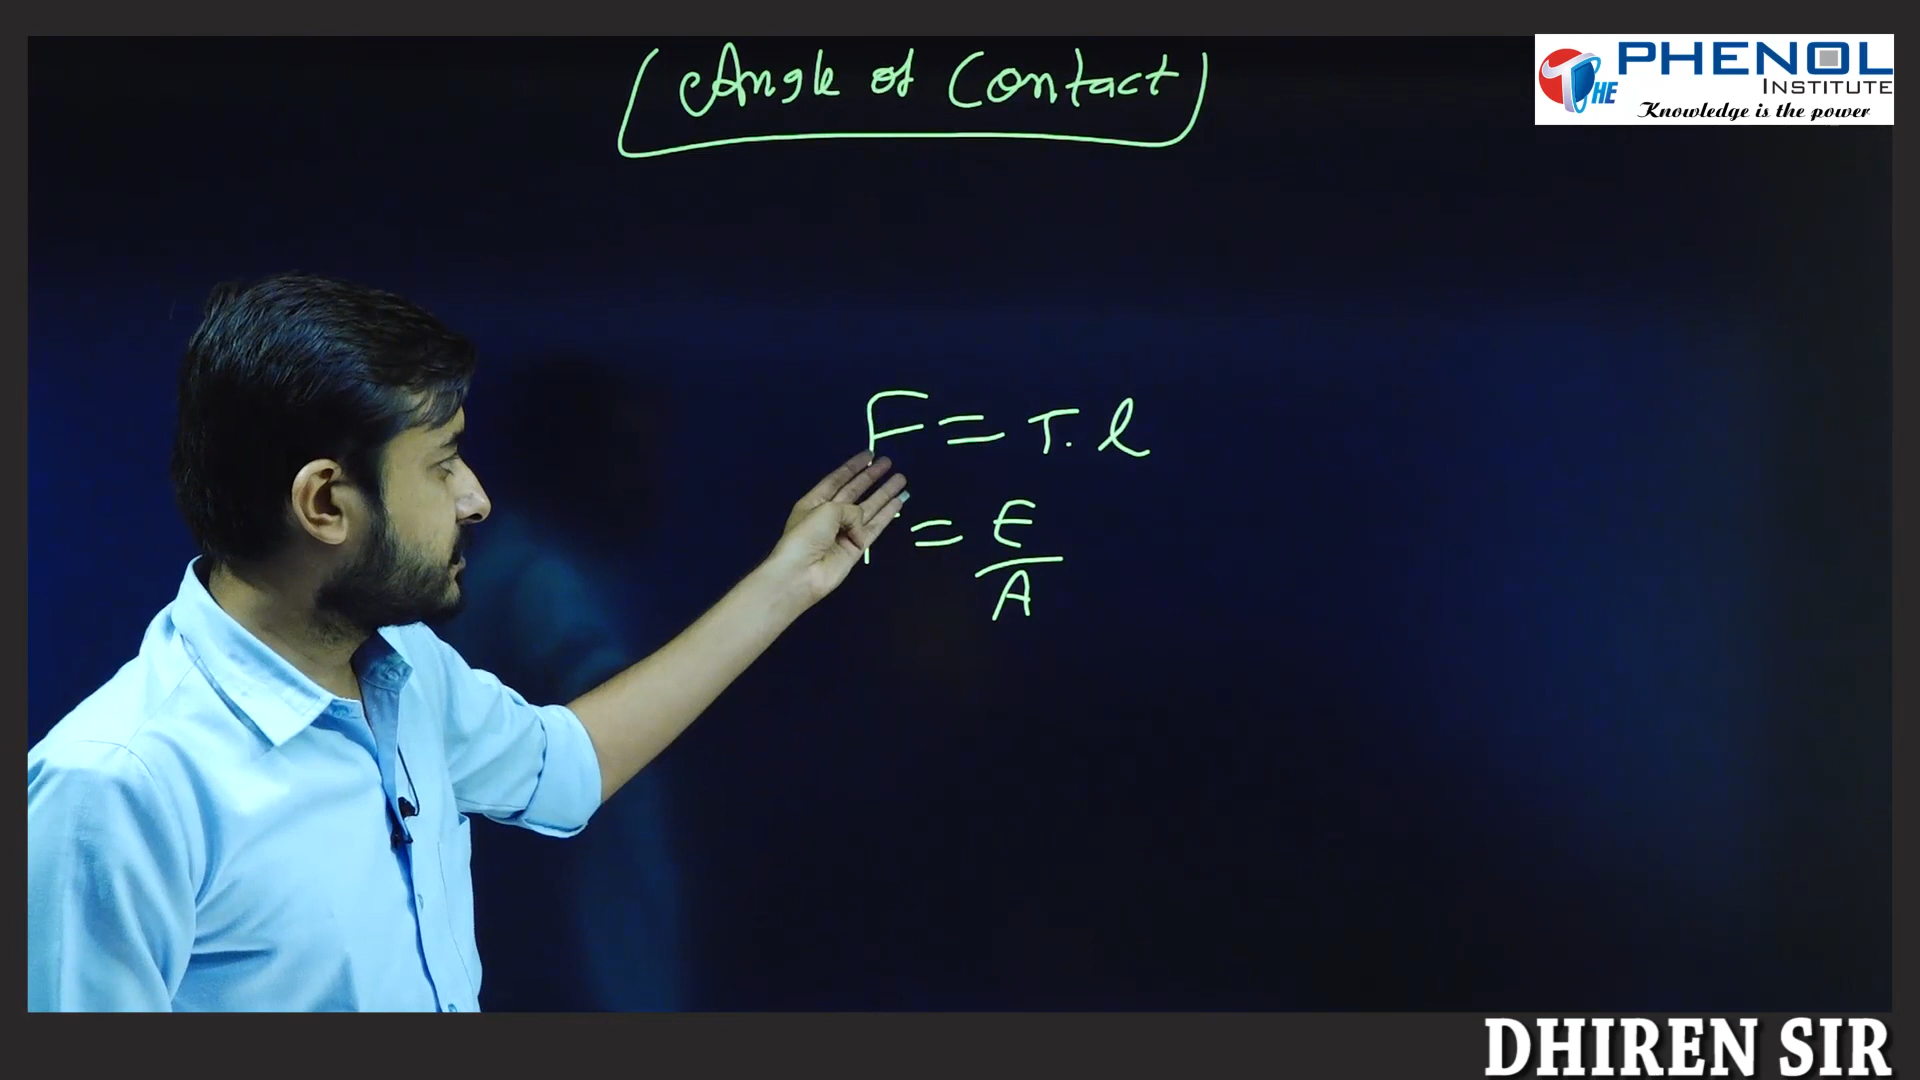 (Angle of Contact)
THE PHENOL
INSTITUTE
Knowledge is the power
F = T. l
= E
A
DHIREN SIR